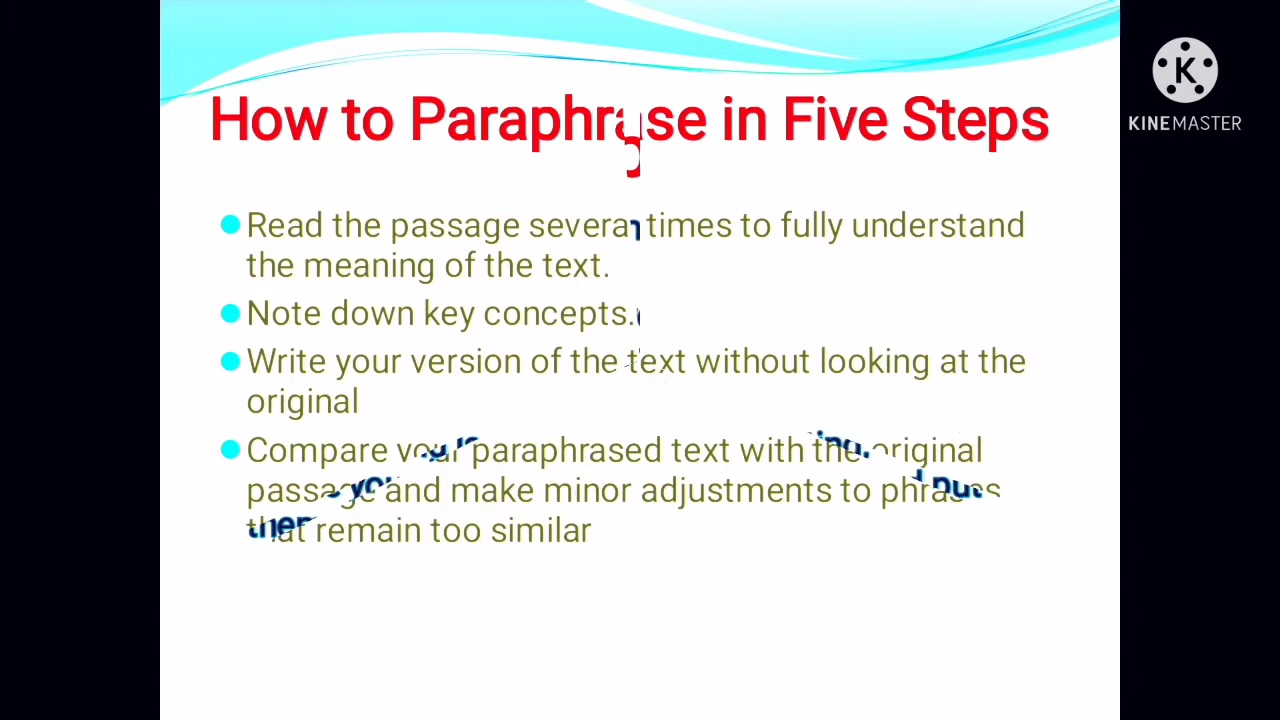 How to Paraphrase in Five Steps
KINEMASTER
Read the passage several times to fully understand
the meaning of the text.
Note down key concepts.
Write your version of the text without looking at the
original
Compare your paraphrased text with the original
passage and make minor adjustments to phrases
that remain too similar